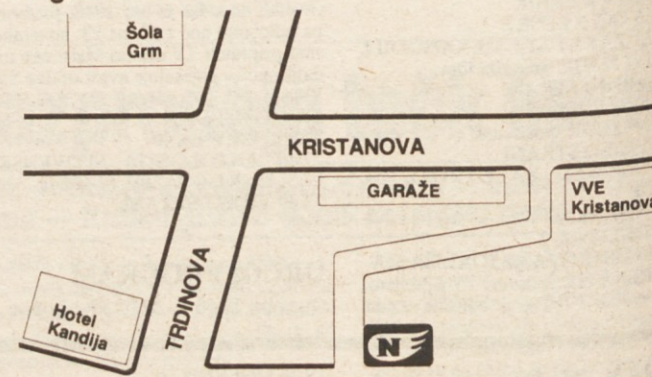 Šola
Grm
KRISTANOVA
GARAŽE
VVE
Kristanova
TRDINOVA
Hotel
Kandija
N